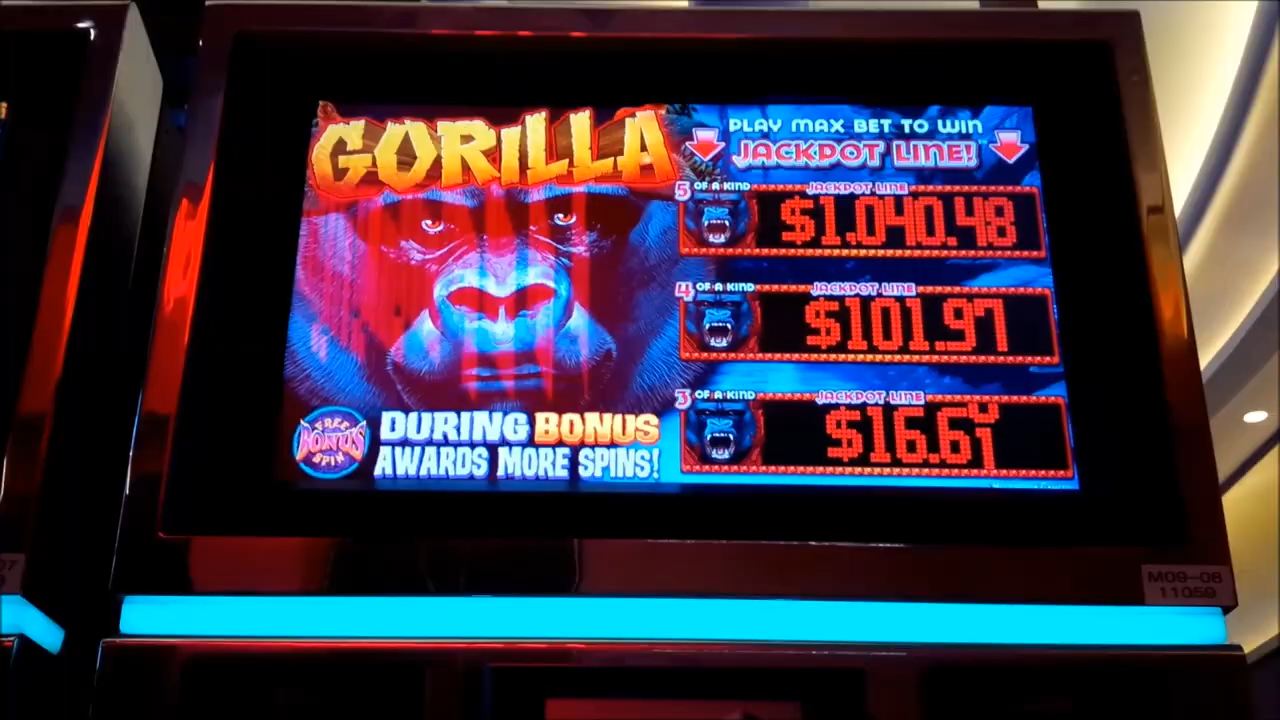 GORILLA
PLAY MAX BET TO WIN
JACKPOT LINE!
5 OF A KIND
JACKPOT LINE
$1,040.48
4 OF A KIND
JACKPOT LINE
$101.97
3 OF A KIND
JACKPOT LINE
FREE
BONUS
SPIN
DURING BONUS
AWARDS MORE SPINS!
M09-08
11059